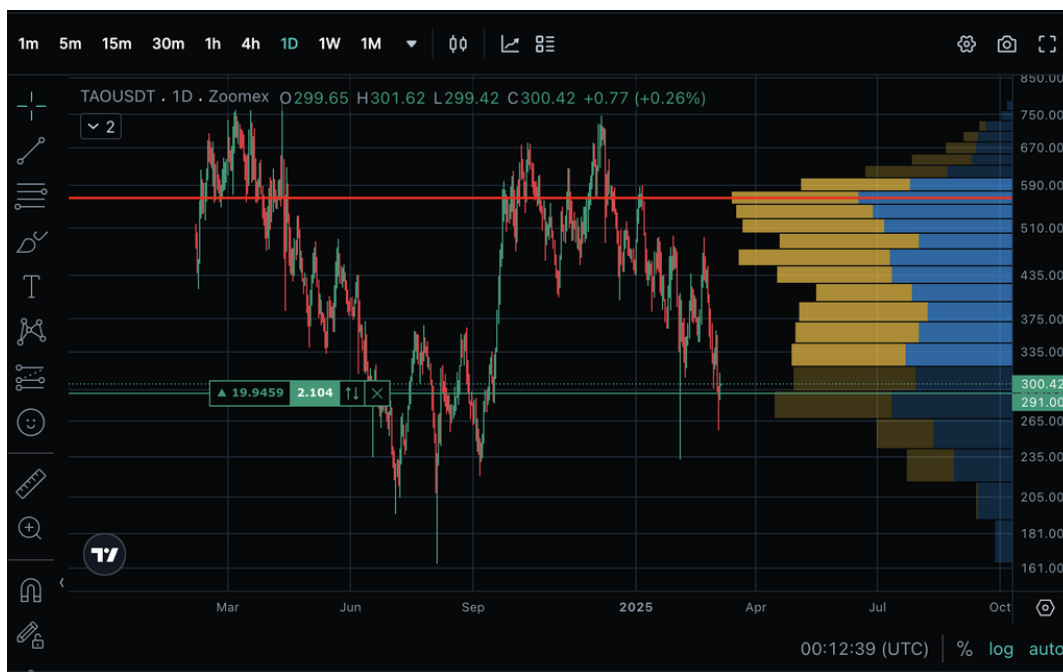 1m 5m 15m 30m 1h 4h 1D 1W 1M
TAOUSDT . 1D . Zoomex O299.65 H301.62 L299.42 C300.42 +0.77 (+0.26%)
2
850.00
750.00
670.00
590.00
510.00
435.00
375.00
335.00
300.42
▲ 19.9459 2.104
291.00
265.00
235.00
205.00
181.00
161.00
T
Mar Jun Sep 2025 Apr Jul Oct
00:12:39 (UTC) % log auto